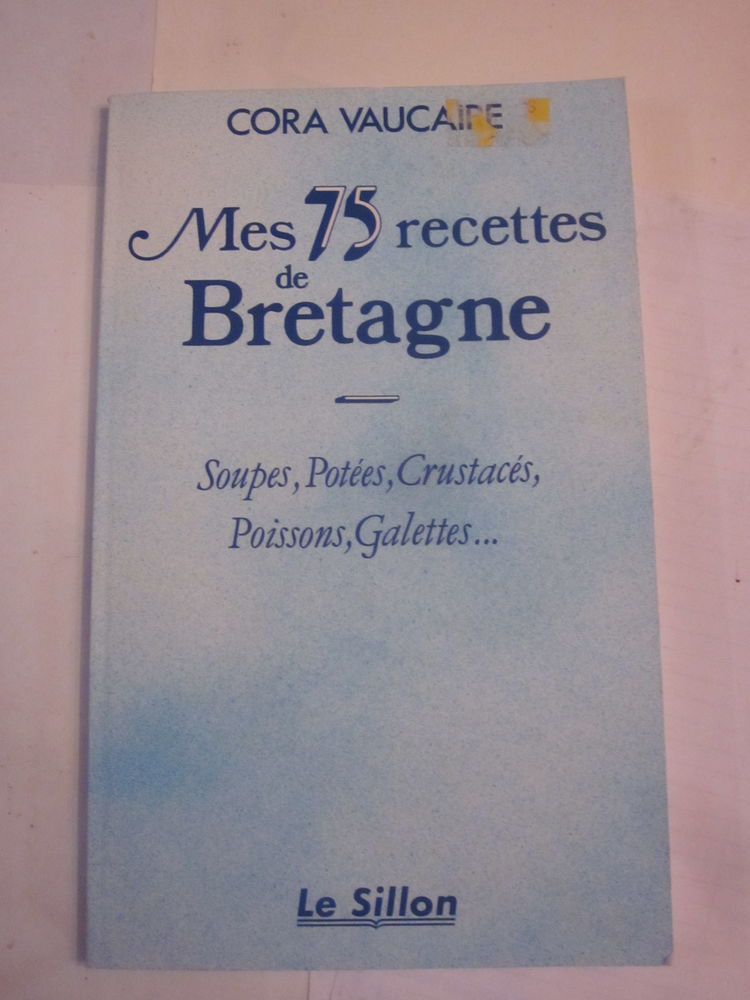 CORA VAUCAIRE
Mes 75 recettes
de
Bretagne
Soupes, Potées, Crustacés,
Poissons, Galettes...
Le Sillon